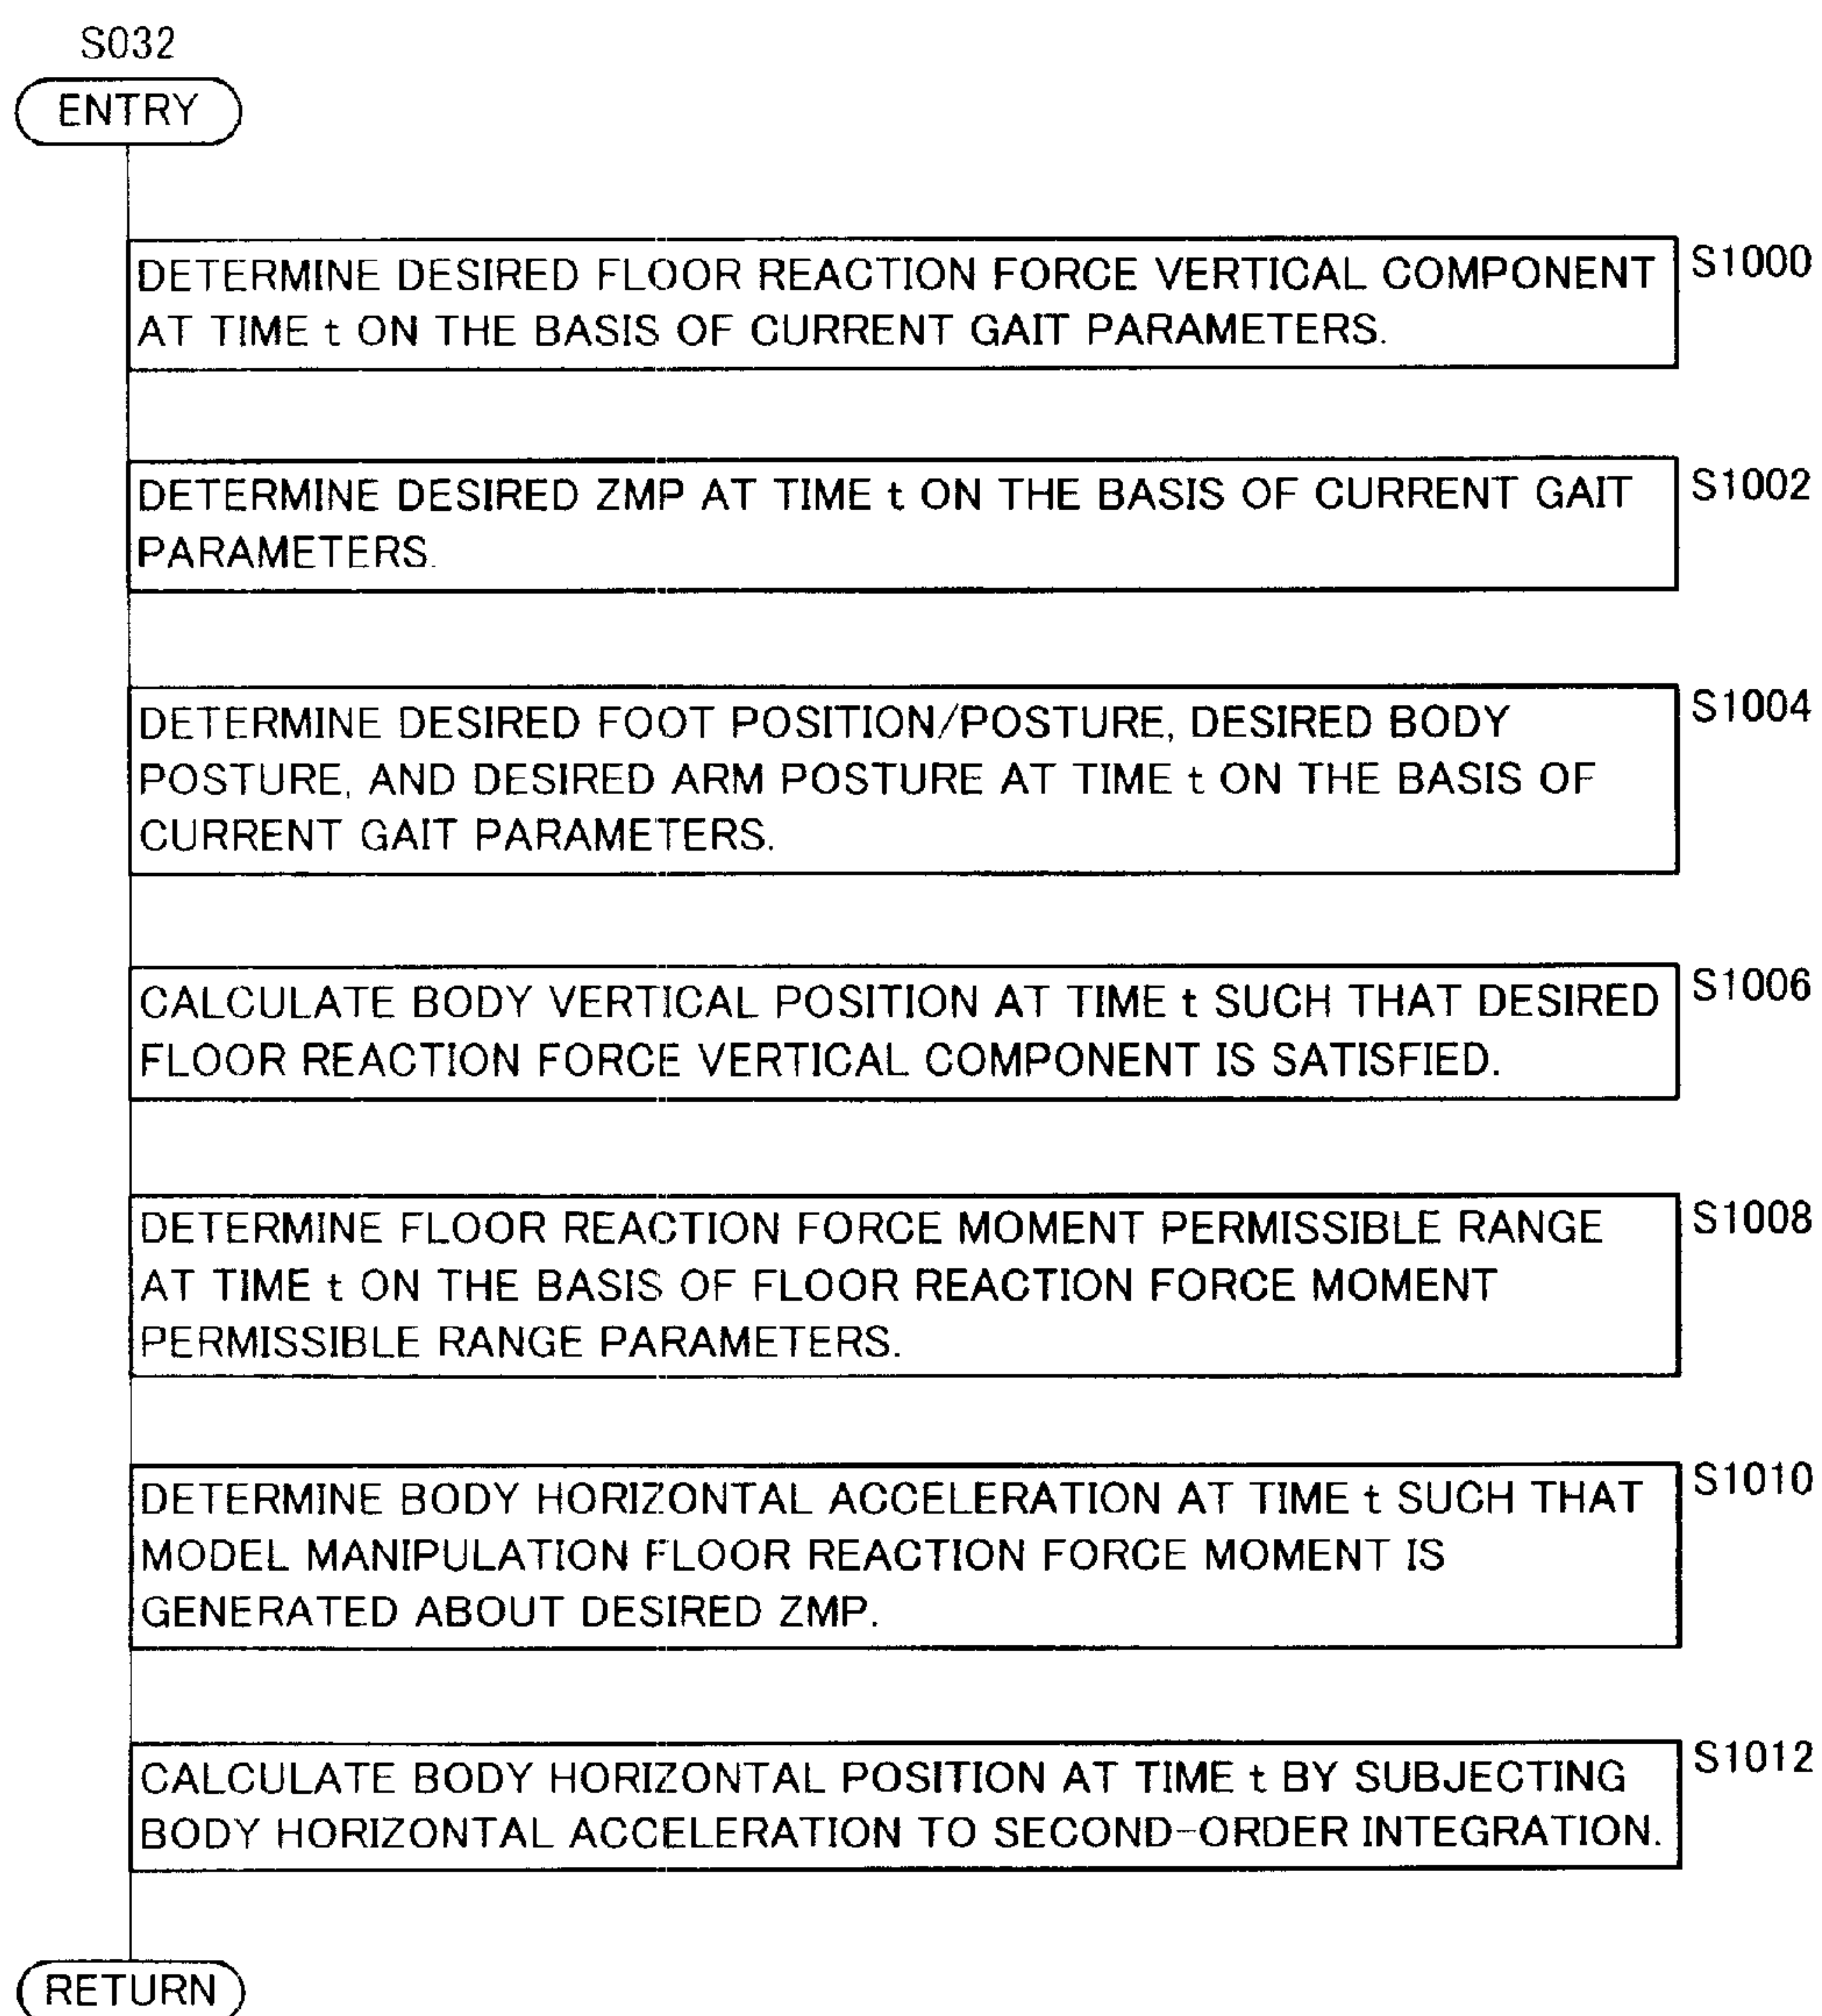 S032
ENTRY
DETERMINE DESIRED FLOOR REACTION FORCE VERTICAL COMPONENT
AT TIME t ON THE BASIS OF CURRENT GAIT PARAMETERS.
S1000
DETERMINE DESIRED ZMP AT TIME t ON THE BASIS OF CURRENT GAIT
PARAMETERS.
S1002
DETERMINE DESIRED FOOT POSITION/POSTURE, DESIRED BODY
POSTURE, AND DESIRED ARM POSTURE AT TIME t ON THE BASIS OF
CURRENT GAIT PARAMETERS.
S1004
CALCULATE BODY VERTICAL POSITION AT TIME t SUCH THAT DESIRED
FLOOR REACTION FORCE VERTICAL COMPONENT IS SATISFIED.
S1006
DETERMINE FLOOR REACTION FORCE MOMENT PERMISSIBLE RANGE
AT TIME t ON THE BASIS OF FLOOR REACTION FORCE MOMENT
PERMISSIBLE RANGE PARAMETERS.
S1008
DETERMINE BODY HORIZONTAL ACCELERATION AT TIME t SUCH THAT
MODEL MANIPULATION FLOOR REACTION FORCE MOMENT IS
GENERATED ABOUT DESIRED ZMP.
S1010
CALCULATE BODY HORIZONTAL POSITION AT TIME t BY SUBJECTING
BODY HORIZONTAL ACCELERATION TO SECOND-ORDER INTEGRATION.
S1012
RETURN